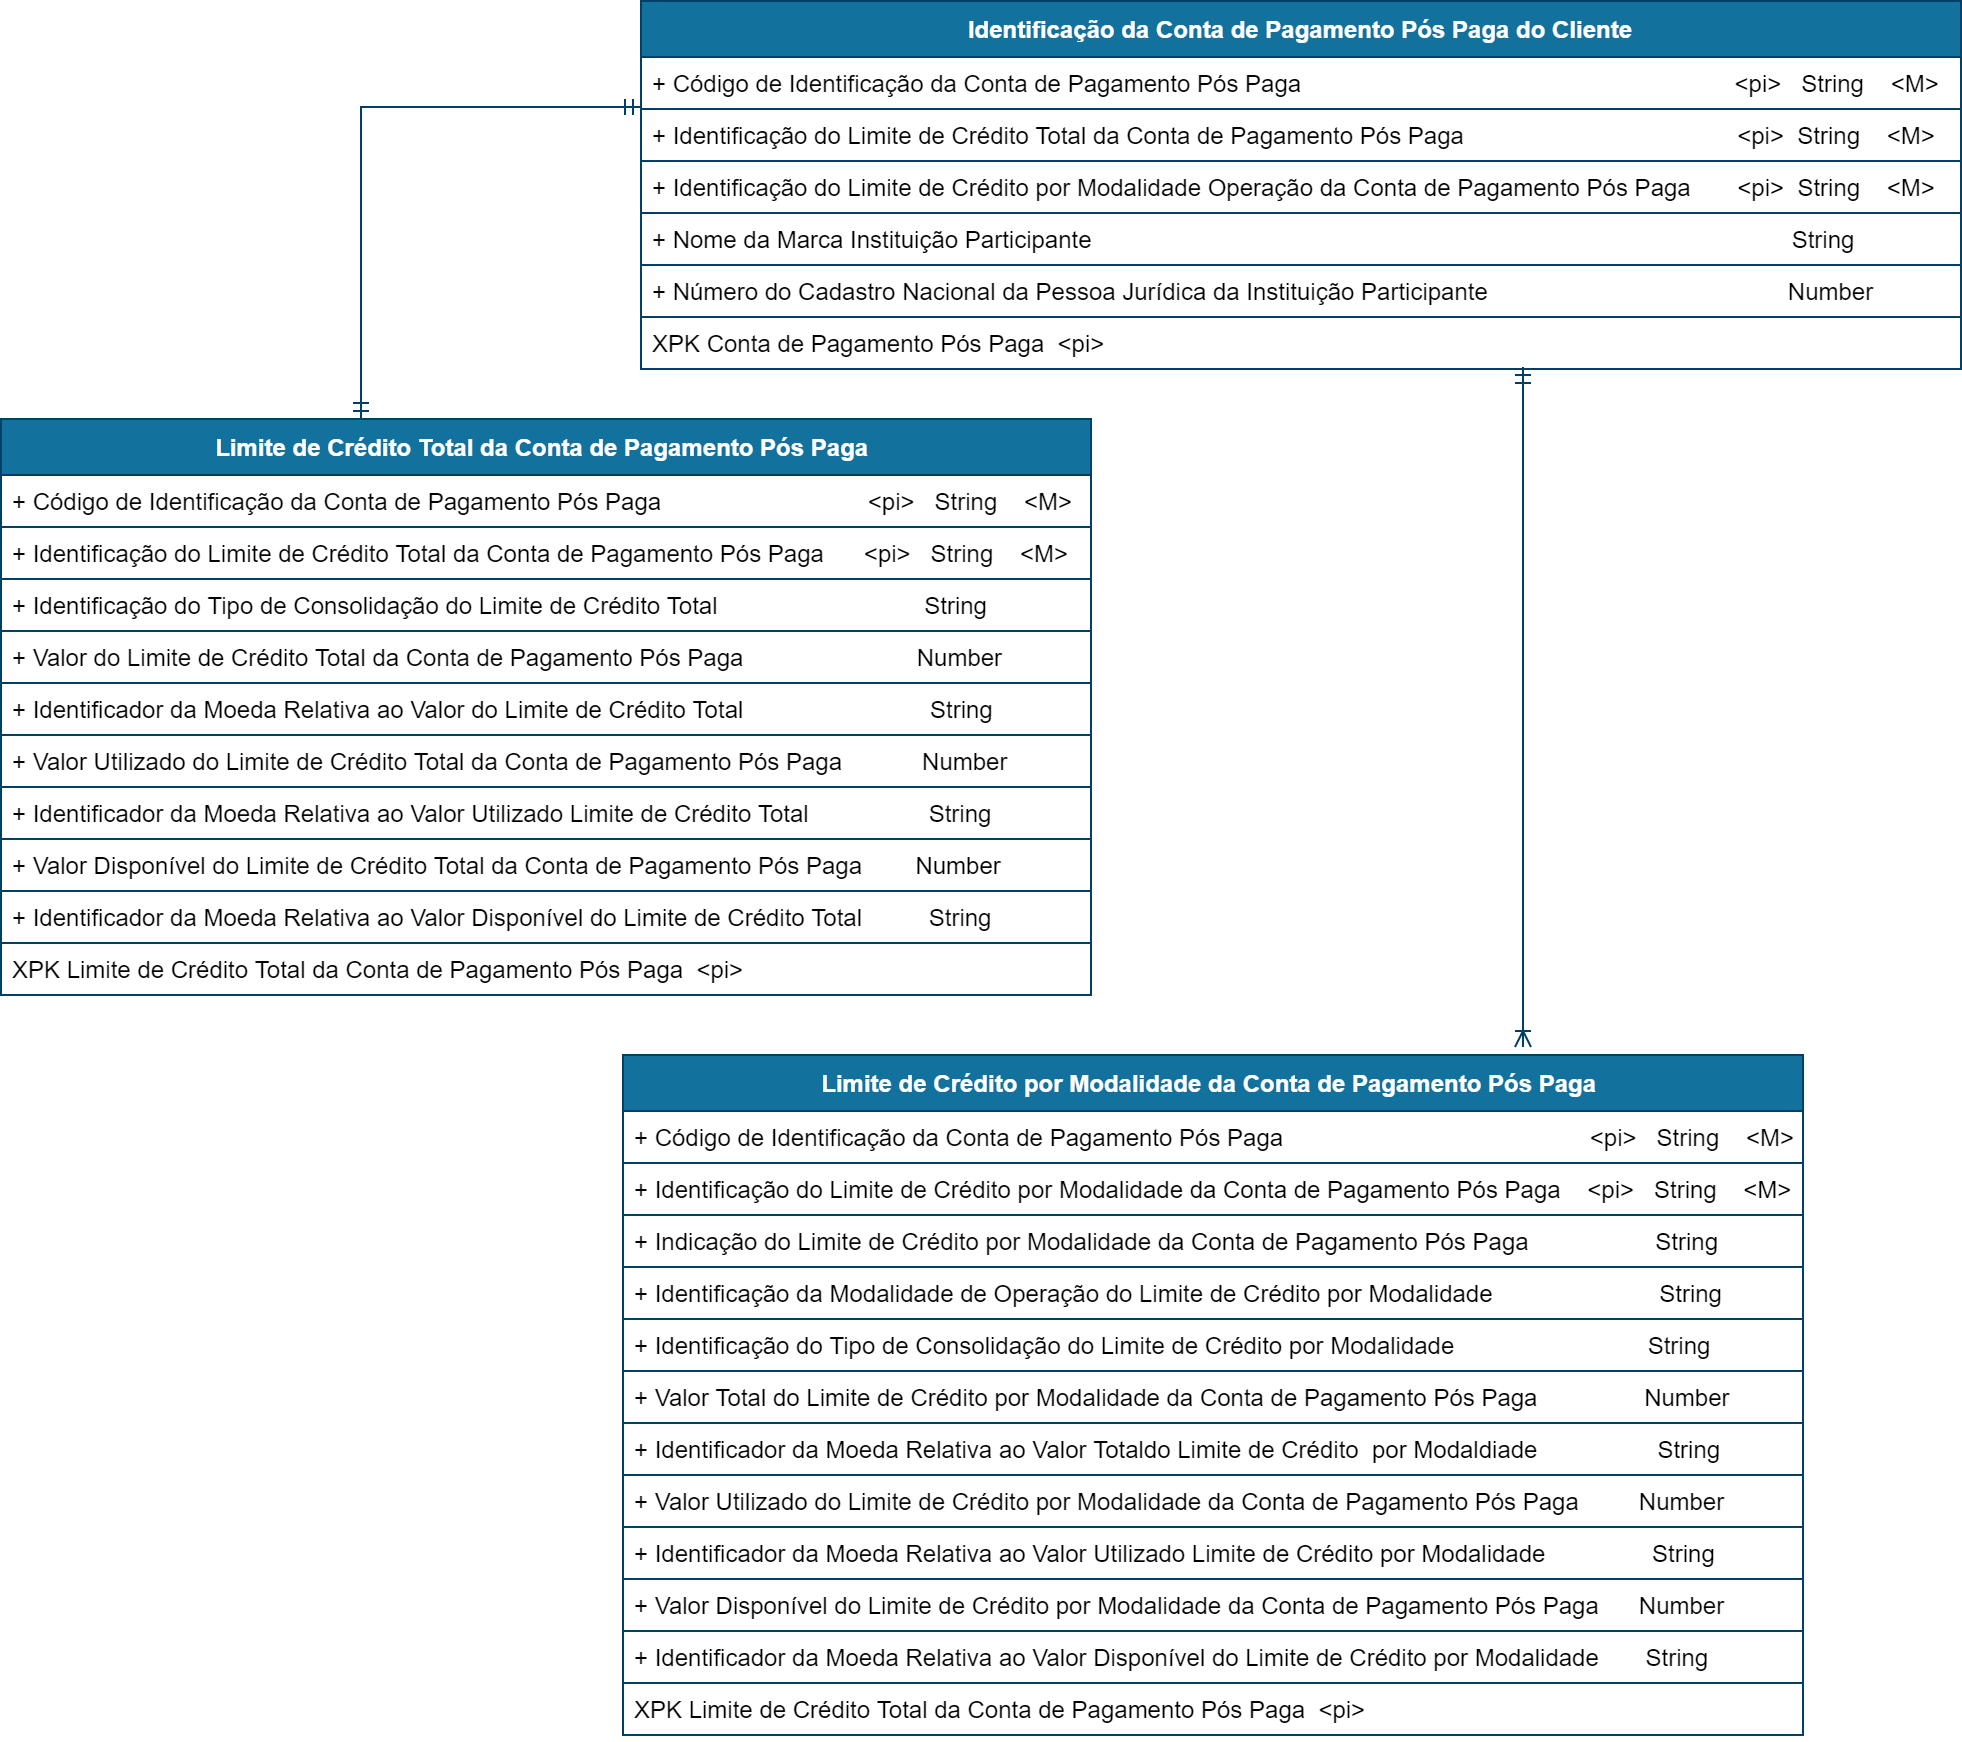 Identificação da Conta de Pagamento Pós Paga do Cliente
+ Código de Identificação da Conta de Pagamento Pós Paga <pi> String <M>
+ Identificação do Limite de Crédito Total da Conta de Pagamento Pós Paga <pi> String <M>
+ Identificação do Limite de Crédito por Modalidade Operação da Conta de Pagamento Pós Paga <pi> String <M>
+ Nome da Marca Instituição Participante String
+ Número do Cadastro Nacional da Pessoa Jurídica da Instituição Participante Number
XPK Conta de Pagamento Pós Paga <pi>
Limite de Crédito Total da Conta de Pagamento Pós Paga
+ Código de Identificação da Conta de Pagamento Pós Paga <pi> String <M>
+ Identificação do Limite de Crédito Total da Conta de Pagamento Pós Paga <pi> String <M>
+ Identificação do Tipo de Consolidação do Limite de Crédito Total String
+ Valor do Limite de Crédito Total da Conta de Pagamento Pós Paga Number
+ Identificador da Moeda Relativa ao Valor do Limite de Crédito Total String
+ Valor Utilizado do Limite de Crédito Total da Conta de Pagamento Pós Paga Number
+ Identificador da Moeda Relativa ao Valor Utilizado Limite de Crédito Total String
+ Valor Disponível do Limite de Crédito Total da Conta de Pagamento Pós Paga Number
+ Identificador da Moeda Relativa ao Valor Disponível do Limite de Crédito Total String
XPK Limite de Crédito Total da Conta de Pagamento Pós Paga <pi>
Limite de Crédito por Modalidade da Conta de Pagamento Pós Paga
+ Código de Identificação da Conta de Pagamento Pós Paga <pi> String <M>
+ Identificação do Limite de Crédito por Modalidade da Conta de Pagamento Pós Paga <pi> String <M>
+ Indicação do Limite de Crédito por Modalidade da Conta de Pagamento Pós Paga String
+ Identificação da Modalidade de Operação do Limite de Crédito por Modalidade String
+ Identificação do Tipo de Consolidação do Limite de Crédito por Modalidade String
+ Valor Total do Limite de Crédito por Modalidade da Conta de Pagamento Pós Paga Number
+ Identificador da Moeda Relativa ao Valor Totaldo Limite de Crédito por Modaldiade String
+ Valor Utilizado do Limite de Crédito por Modalidade da Conta de Pagamento Pós Paga Number
+ Identificador da Moeda Relativa ao Valor Utilizado Limite de Crédito por Modalidade String
+ Valor Disponível do Limite de Crédito por Modalidade da Conta de Pagamento Pós Paga Number
+ Identificador da Moeda Relativa ao Valor Disponível do Limite de Crédito por Modalidade String
XPK Limite de Crédito Total da Conta de Pagamento Pós Paga <pi>